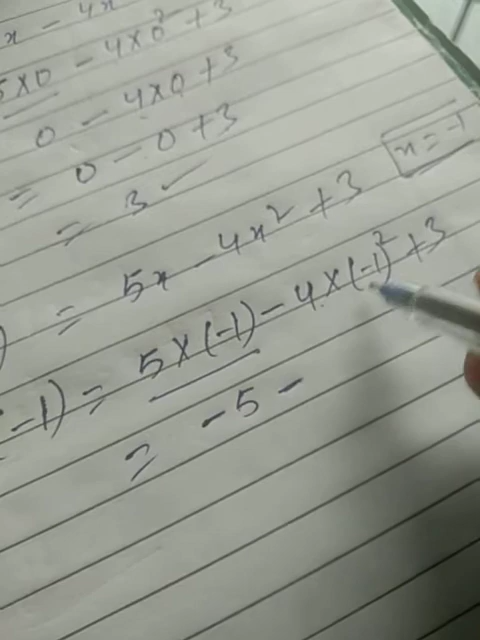 x - 4x
5x0 - 4x0² + 3
0 - 4x0 + 3
= 0 - 0 + 3
= 3 ✓
x = -1
) = 5x - 4x² + 3
-1) = 5x(-1) - 4x(-1)² + 3
= -5 -